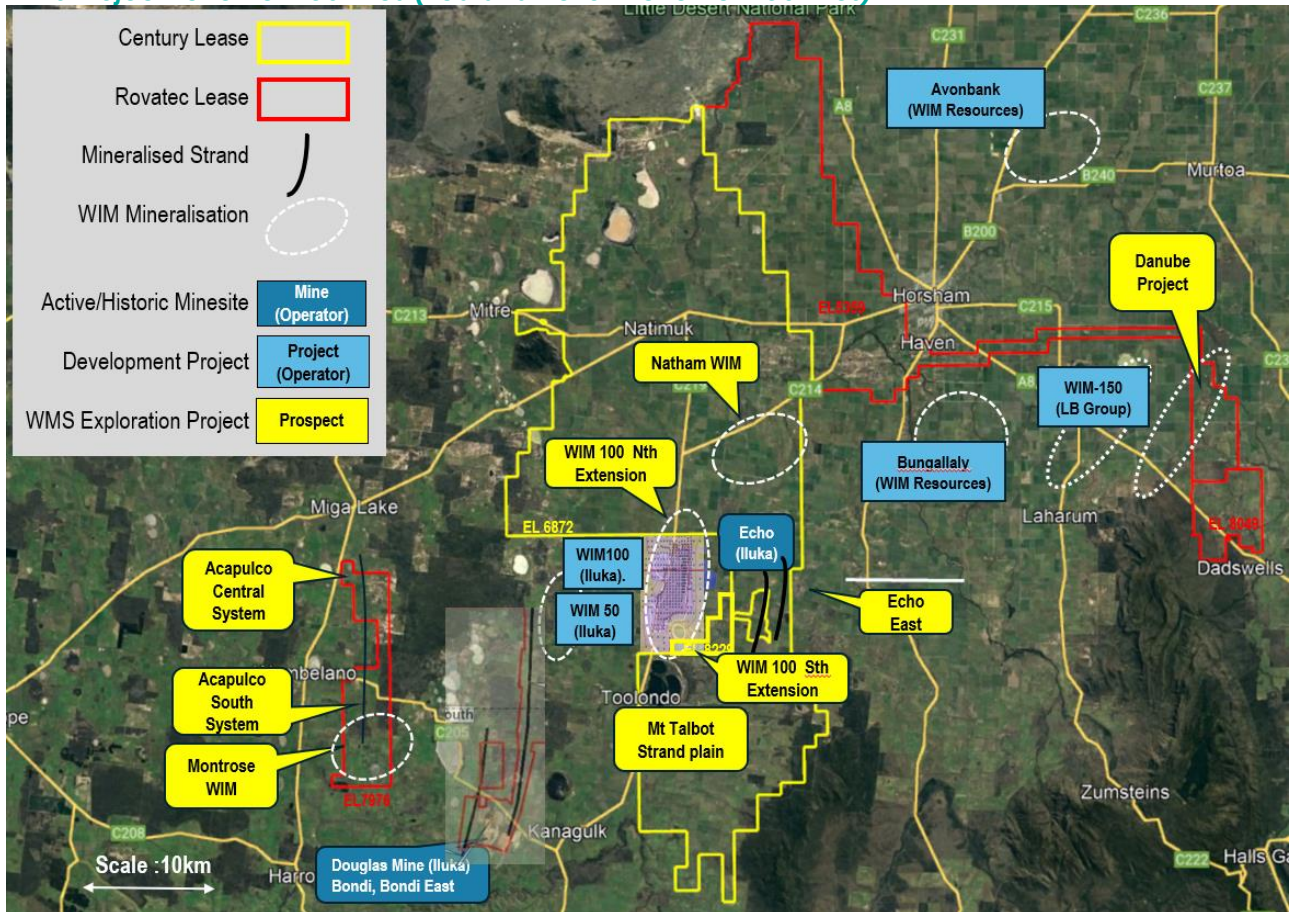 Little Desert National Park
Century Lease
Rovatec Lease
Mineralised Strand
WIM Mineralisation
Active/Historic Minesite
Mine
(Operator)
Development Project
Project
(Operator)
WMS Exploration Project
Prospect
C231
C236
A8
C237
Avonbank
(WIM Resources)
B240
Murtoa
B200
Danube
Project
Mitre
C213
Natimuk
Horsham
C215
Haven
Natham WIM
C214
A8
WIM-150
(LB Group)
WIM 100 Nth
Extension
Bungallaly
(WIM Resources)
Laharum
Miga Lake
EL 6872
Echo
(Iluka)
WIM100
(Iluka).
WIM 50
(Iluka)
Dadswells
Acapulco
Central
System
Echo
East
WIM 100 Sth
Extension
Toolondo
Acapulco
South
System
outh
C205
Mt Talbot
Strand plain
Montrose
WIM
Zumsteins
C208
Kanagulk
Scale :10km
Harro
Douglas Mine (Iluka)
Bondi, Bondi East
C222
Halls Ga